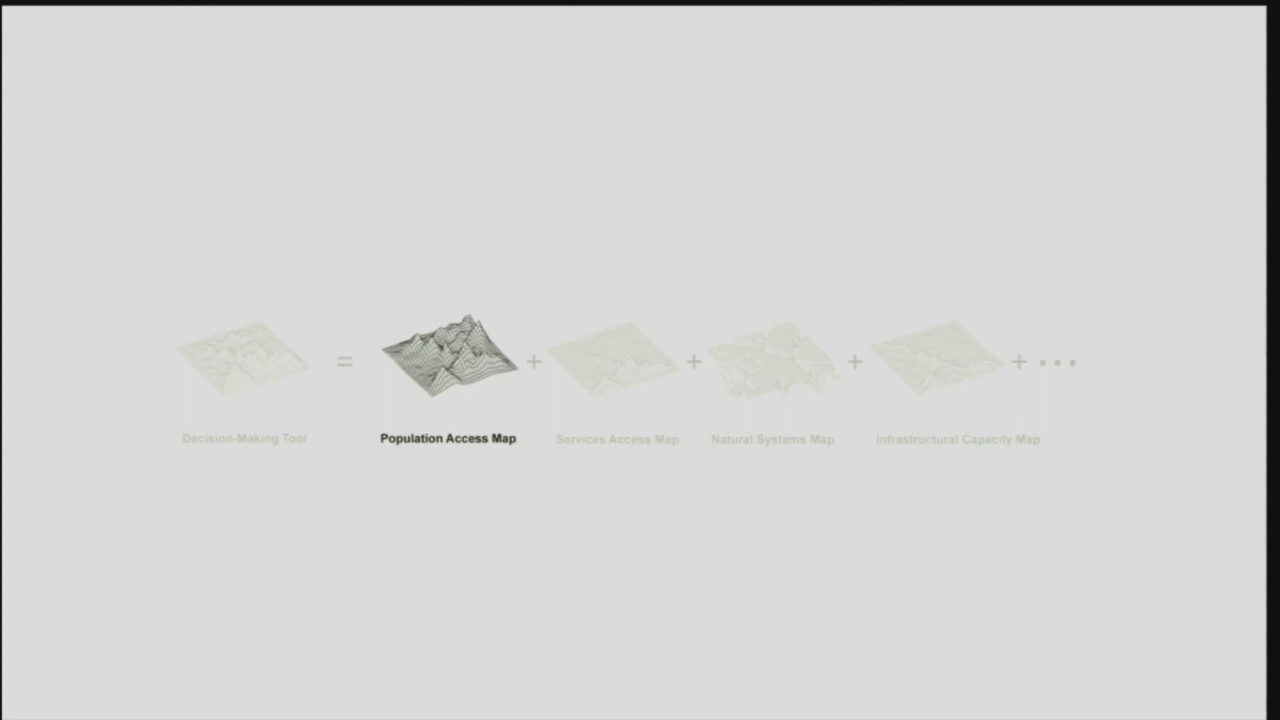 = + + + + ...
Decision-Making Tool Population Access Map Services Access Map Natural Systems Map Infrastructural Capacity Map